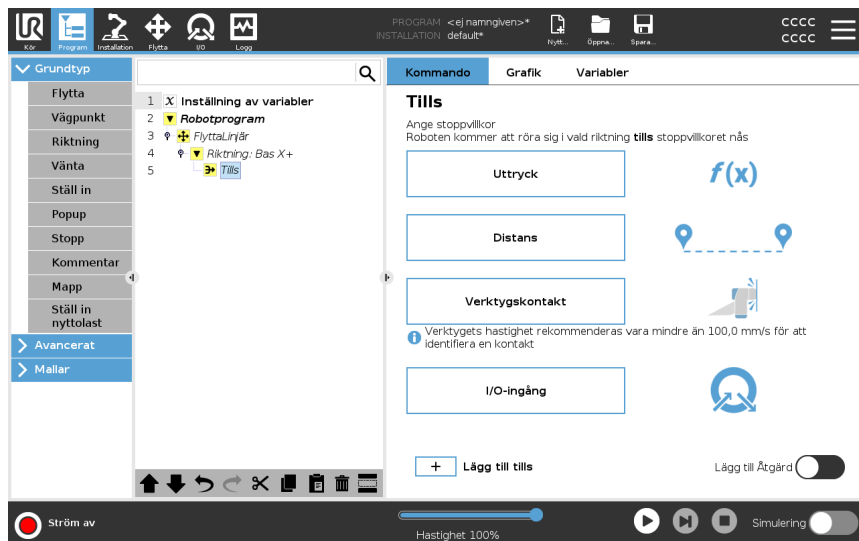 UR
Kör
Program
Installation
Flytta
I/O
Logg
PROGRAM <ej namngiven>*
INSTALLATION default*
Nytt...
Öppna...
Spara...
CCCC
CCCC
Grundtyp
Flytta
Vägpunkt
Riktning
Vänta
Ställ in
Popup
Stopp
Kommentar
Mapp
Ställ in
nyttolast
Avancerat
Mallar
1 X Inställning av variabler
2 Robotprogram
3 FlyttaLinjär
4 Riktning: Bas X+
5 Tills
Kommando
Grafik
Variabler
Tills
Ange stoppvillkor
Roboten kommer att röra sig i vald riktning tills stoppvillkoret nås
Uttryck
f(x)
Distans
Verktygskontakt
Verktygets hastighet rekommenderas vara mindre än 100,0 mm/s för att
identifiera en kontakt
I/O-ingång
+ Lägg till tills
Lägg till Åtgärd
Ström av
Hastighet 100%
Simulering